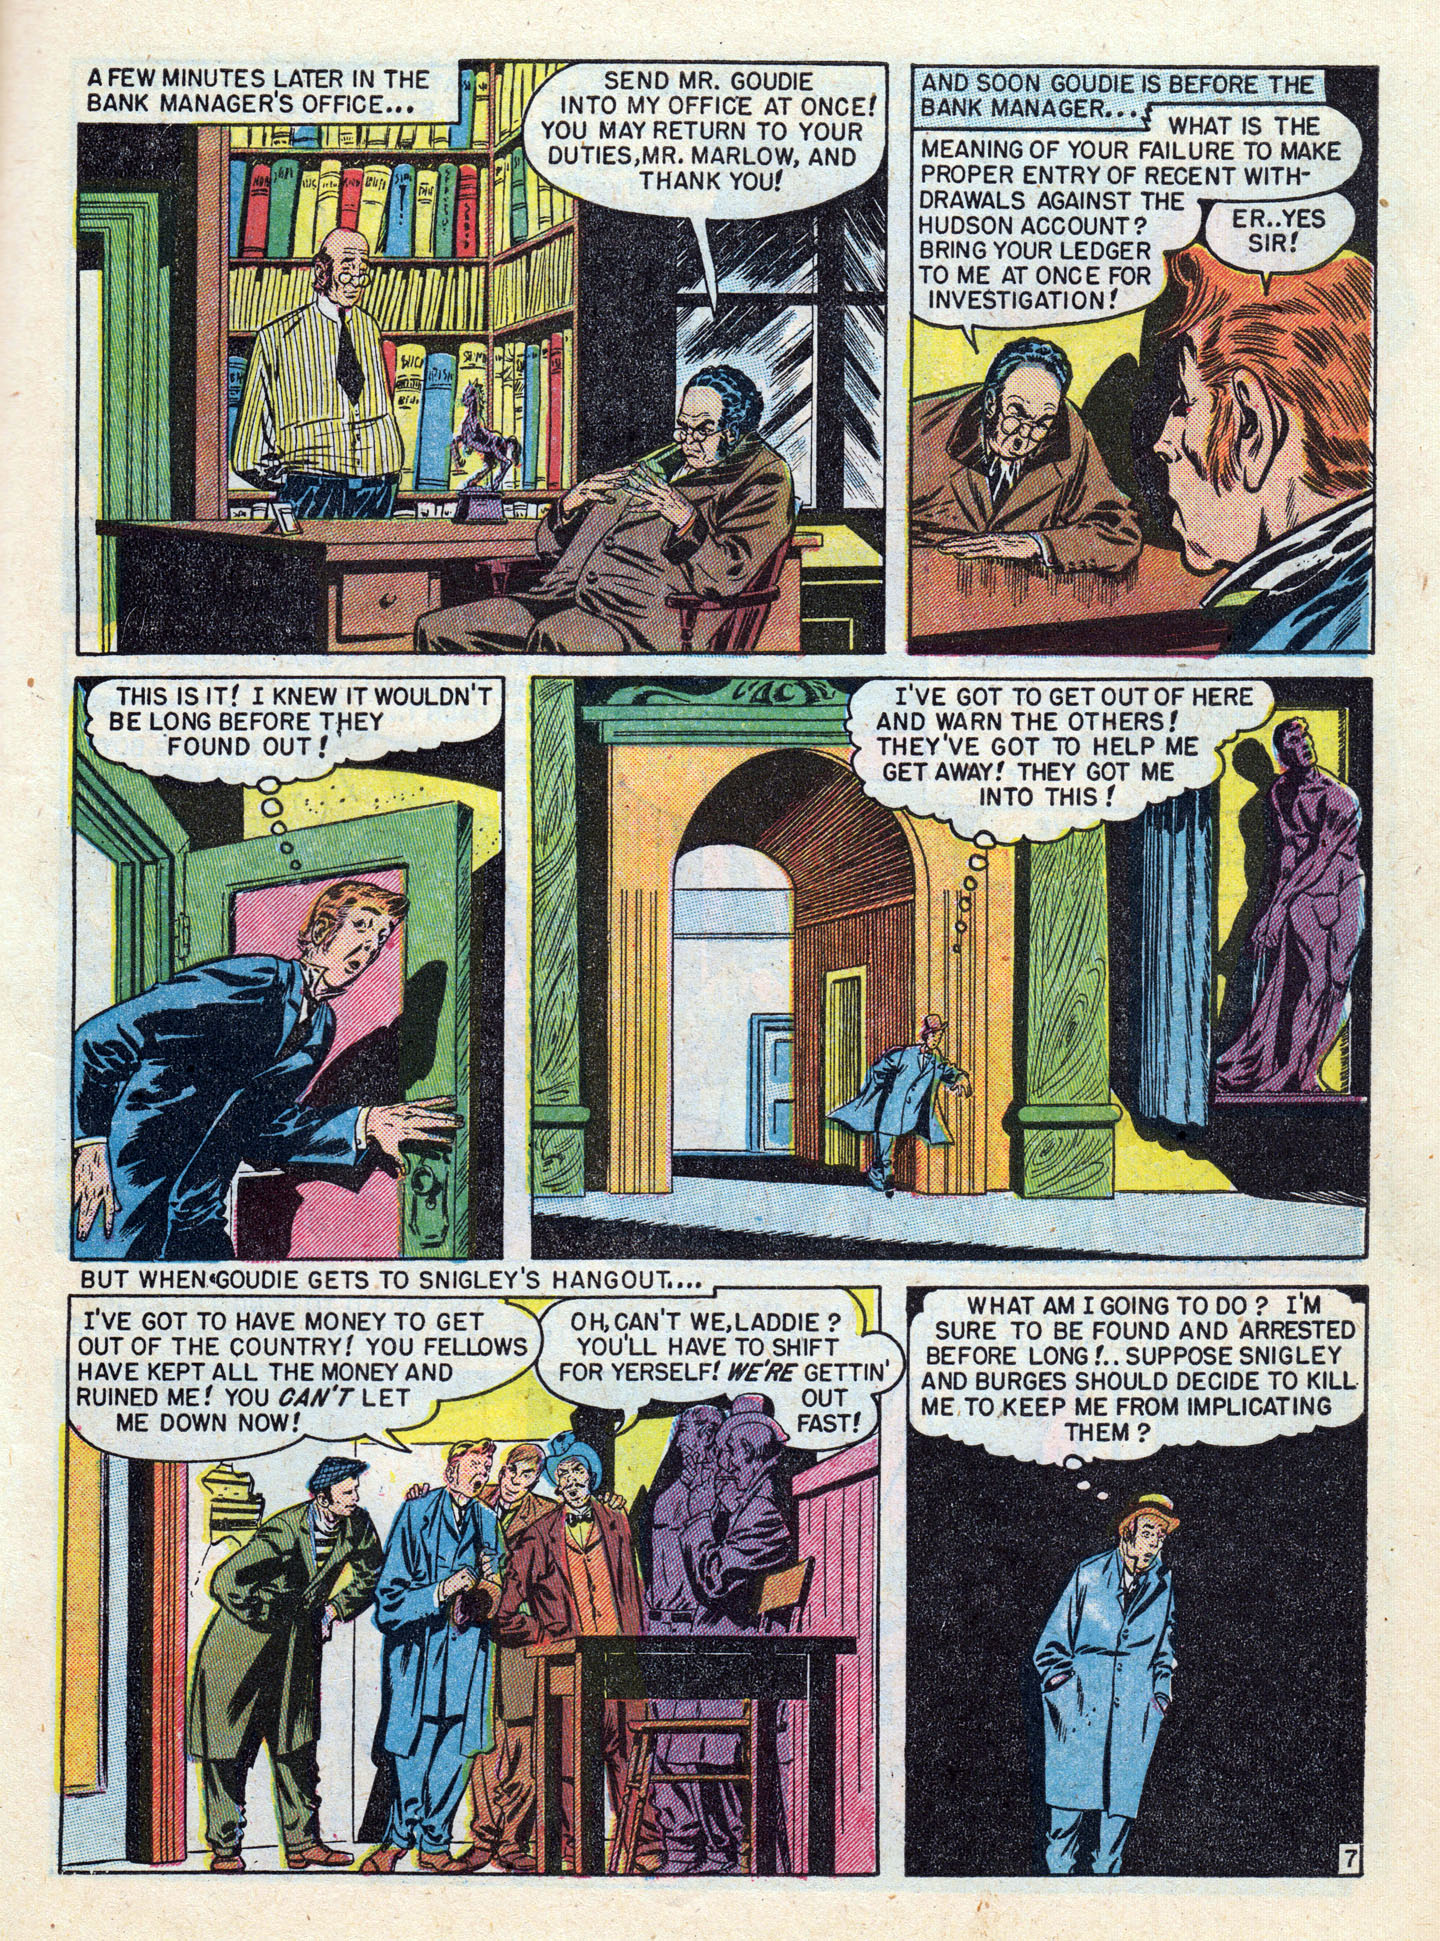 A FEW MINUTES LATER IN THE
BANK MANAGER'S OFFICE...
SEND MR. GOUDIE
INTO MY OFFICE AT ONCE!
YOU MAY RETURN TO YOUR
DUTIES, MR. MARLOW, AND
THANK YOU!
AND SOON GOUDIE IS BEFORE THE
BANK MANAGER...
WHAT IS THE
MEANING OF YOUR FAILURE TO MAKE
PROPER ENTRY OF RECENT WITH-
DRAWALS AGAINST THE
HUDSON ACCOUNT?
BRING YOUR LEDGER
TO ME AT ONCE FOR
INVESTIGATION!
ER..YES
SIR!
THIS IS IT! I KNEW IT WOULDN'T
BE LONG BEFORE THEY
FOUND OUT!
I'VE GOT TO GET OUT OF HERE
AND WARN THE OTHERS!
THEY'VE GOT TO HELP ME
GET AWAY! THEY GOT ME
INTO THIS!
BUT WHEN GOUDIE GETS TO SNIGLEY'S HANGOUT....
I'VE GOT TO HAVE MONEY TO GET
OUT OF THE COUNTRY! YOU FELLOWS
HAVE KEPT ALL THE MONEY AND
RUINED ME! YOU CAN'T LET
ME DOWN NOW!
OH, CAN'T WE, LADDIE?
YOU'LL HAVE TO SHIFT
FOR YERSELF! WE'RE GETTIN'
OUT
FAST!
WHAT AM I GOING TO DO? I'M
SURE TO BE FOUND AND ARRESTED
BEFORE LONG!.. SUPPOSE SNIGLEY
AND BURGES SHOULD DECIDE TO KILL
ME TO KEEP ME FROM IMPLICATING
THEM?
7